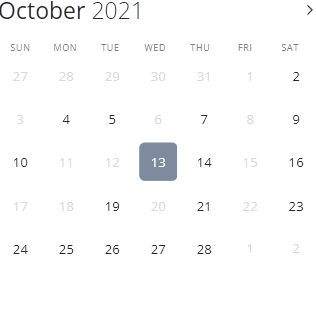 October 2021
SUN MON TUE WED THU FRI SAT
27 28 29 30 31 1 2
3 4 5 6 7 8 9
10 11 12 13 14 15 16
17 18 19 20 21 22 23
24 25 26 27 28 1 2